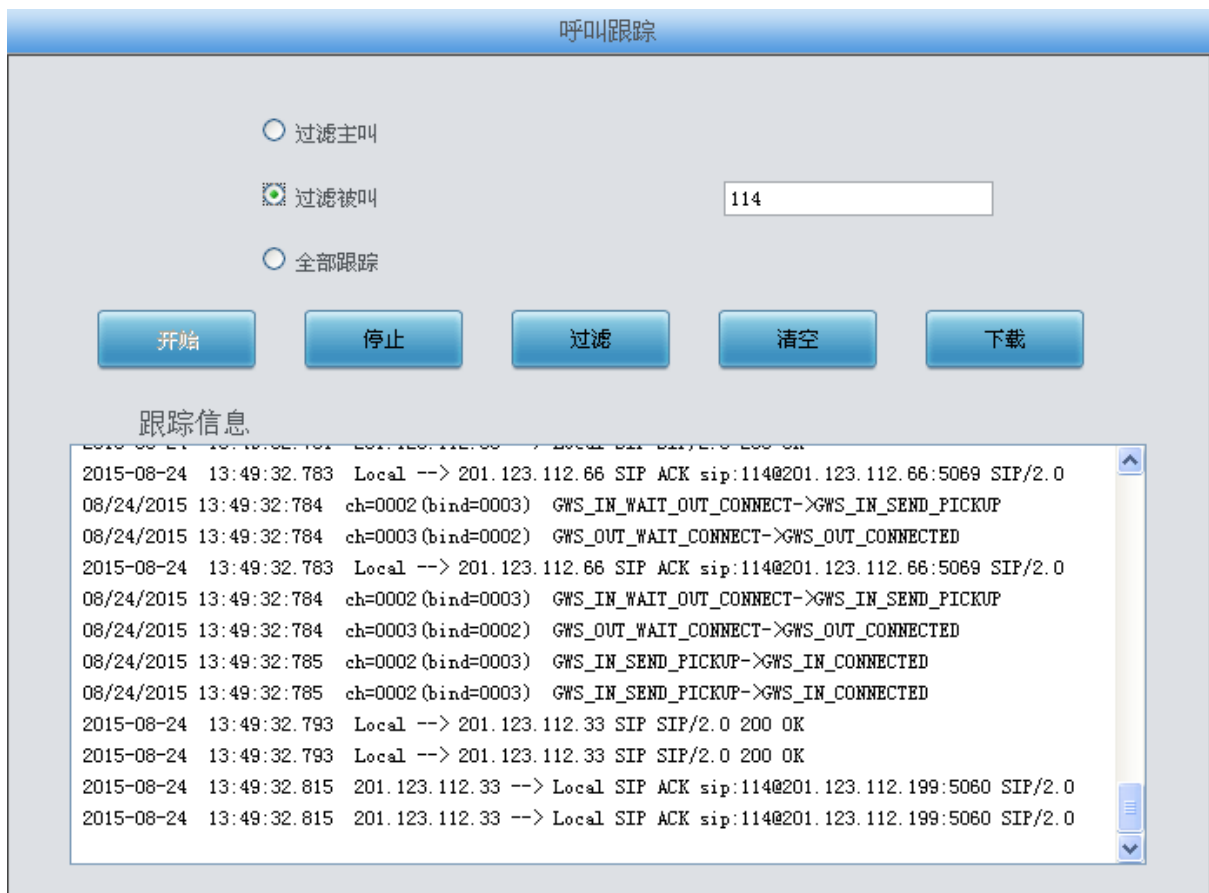 呼叫跟踪
过滤主叫
过滤被叫
114
全部跟踪
开始 停止 过滤 清空 下载
跟踪信息
2015-08-24 13:49:32.783 Local --> 201.123.112.66 SIP ACK sip:114@201.123.112.66:5069 SIP/2.0
08/24/2015 13:49:32:784 ch=0002(bind=0003) GWS_IN_WAIT_OUT_CONNECT->GWS_IN_SEND_PICKUP
08/24/2015 13:49:32:784 ch=0003(bind=0002) GWS_OUT_WAIT_CONNECT->GWS_OUT_CONNECTED
2015-08-24 13:49:32.783 Local --> 201.123.112.66 SIP ACK sip:114@201.123.112.66:5069 SIP/2.0
08/24/2015 13:49:32:784 ch=0002(bind=0003) GWS_IN_WAIT_OUT_CONNECT->GWS_IN_SEND_PICKUP
08/24/2015 13:49:32:784 ch=0003(bind=0002) GWS_OUT_WAIT_CONNECT->GWS_OUT_CONNECTED
08/24/2015 13:49:32:785 ch=0002(bind=0003) GWS_IN_SEND_PICKUP->GWS_IN_CONNECTED
08/24/2015 13:49:32:785 ch=0002(bind=0003) GWS_IN_SEND_PICKUP->GWS_IN_CONNECTED
2015-08-24 13:49:32.793 Local --> 201.123.112.33 SIP SIP/2.0 200 OK
2015-08-24 13:49:32.793 Local --> 201.123.112.33 SIP SIP/2.0 200 OK
2015-08-24 13:49:32.815 201.123.112.33 --> Local SIP ACK sip:114@201.123.112.199:5060 SIP/2.0
2015-08-24 13:49:32.815 201.123.112.33 --> Local SIP ACK sip:114@201.123.112.199:5060 SIP/2.0